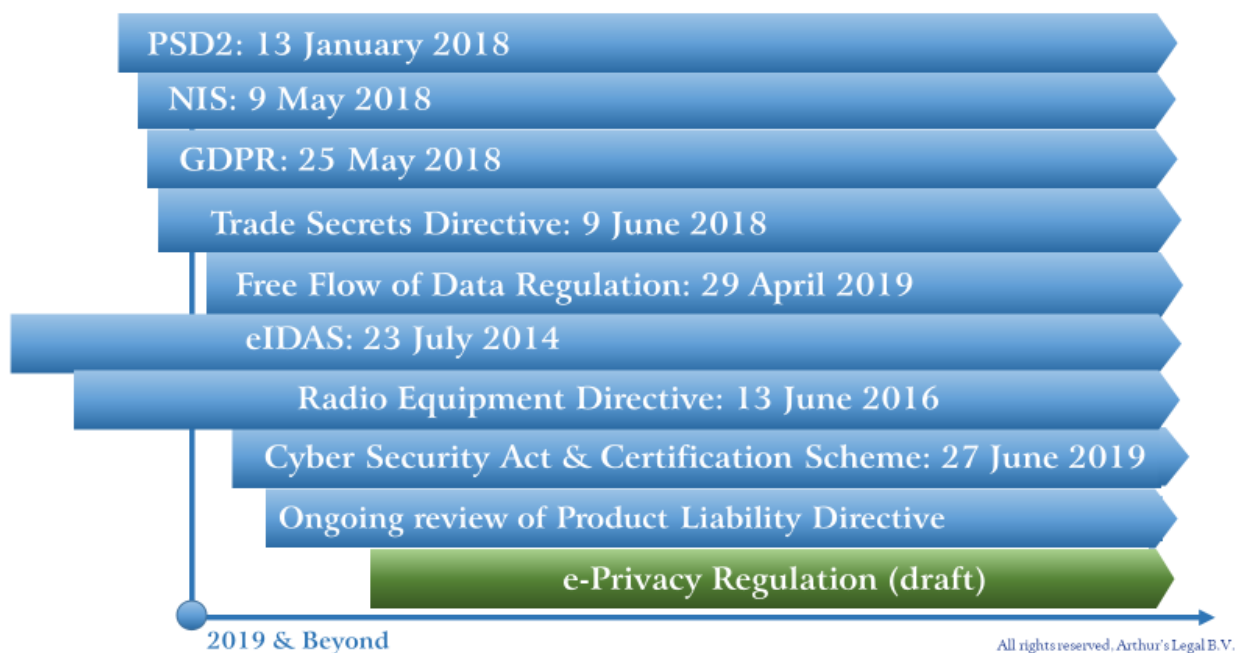 PSD2: 13 January 2018
NIS: 9 May 2018
GDPR: 25 May 2018
Trade Secrets Directive: 9 June 2018
Free Flow of Data Regulation: 29 April 2019
eIDAS: 23 July 2014
Radio Equipment Directive: 13 June 2016
Cyber Security Act & Certification Scheme: 27 June 2019
Ongoing review of Product Liability Directive
e-Privacy Regulation (draft)
2019 & Beyond
All rights reserved, Arthur's Legal B.V.